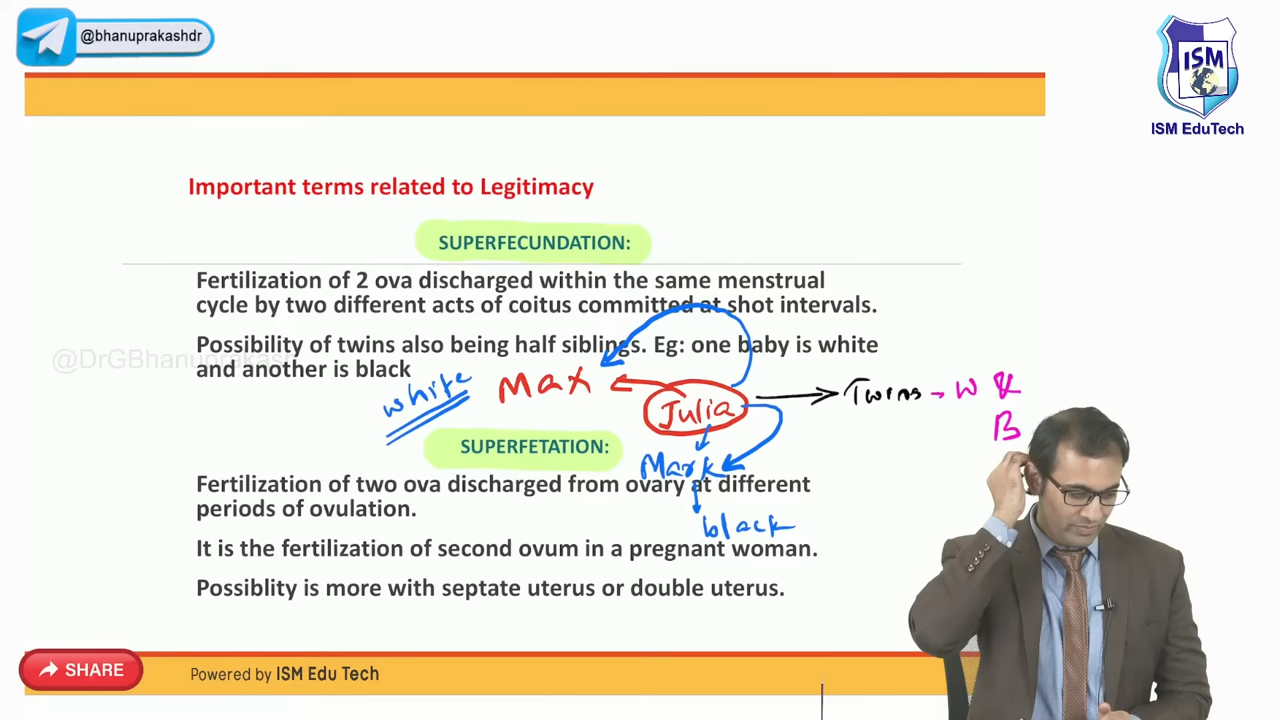 @bhanuprakashdr
ISM
ISM EduTech
Important terms related to Legitimacy
SUPERFECUNDATION:
Fertilization of 2 ova discharged within the same menstrual
cycle by two different acts of coitus committed at shot intervals.
Possibility of twins also being half siblings. Eg: one baby is white
@DrGBhanuprakash
and another is black
white
Max
Julia
Twins - W &
B
SUPERFETATION:
Mark
Fertilization of two ova discharged from ovary at different
periods of ovulation.
black
It is the fertilization of second ovum in a pregnant woman.
Possiblity is more with septate uterus or double uterus.
SHARE
Powered by ISM Edu Tech